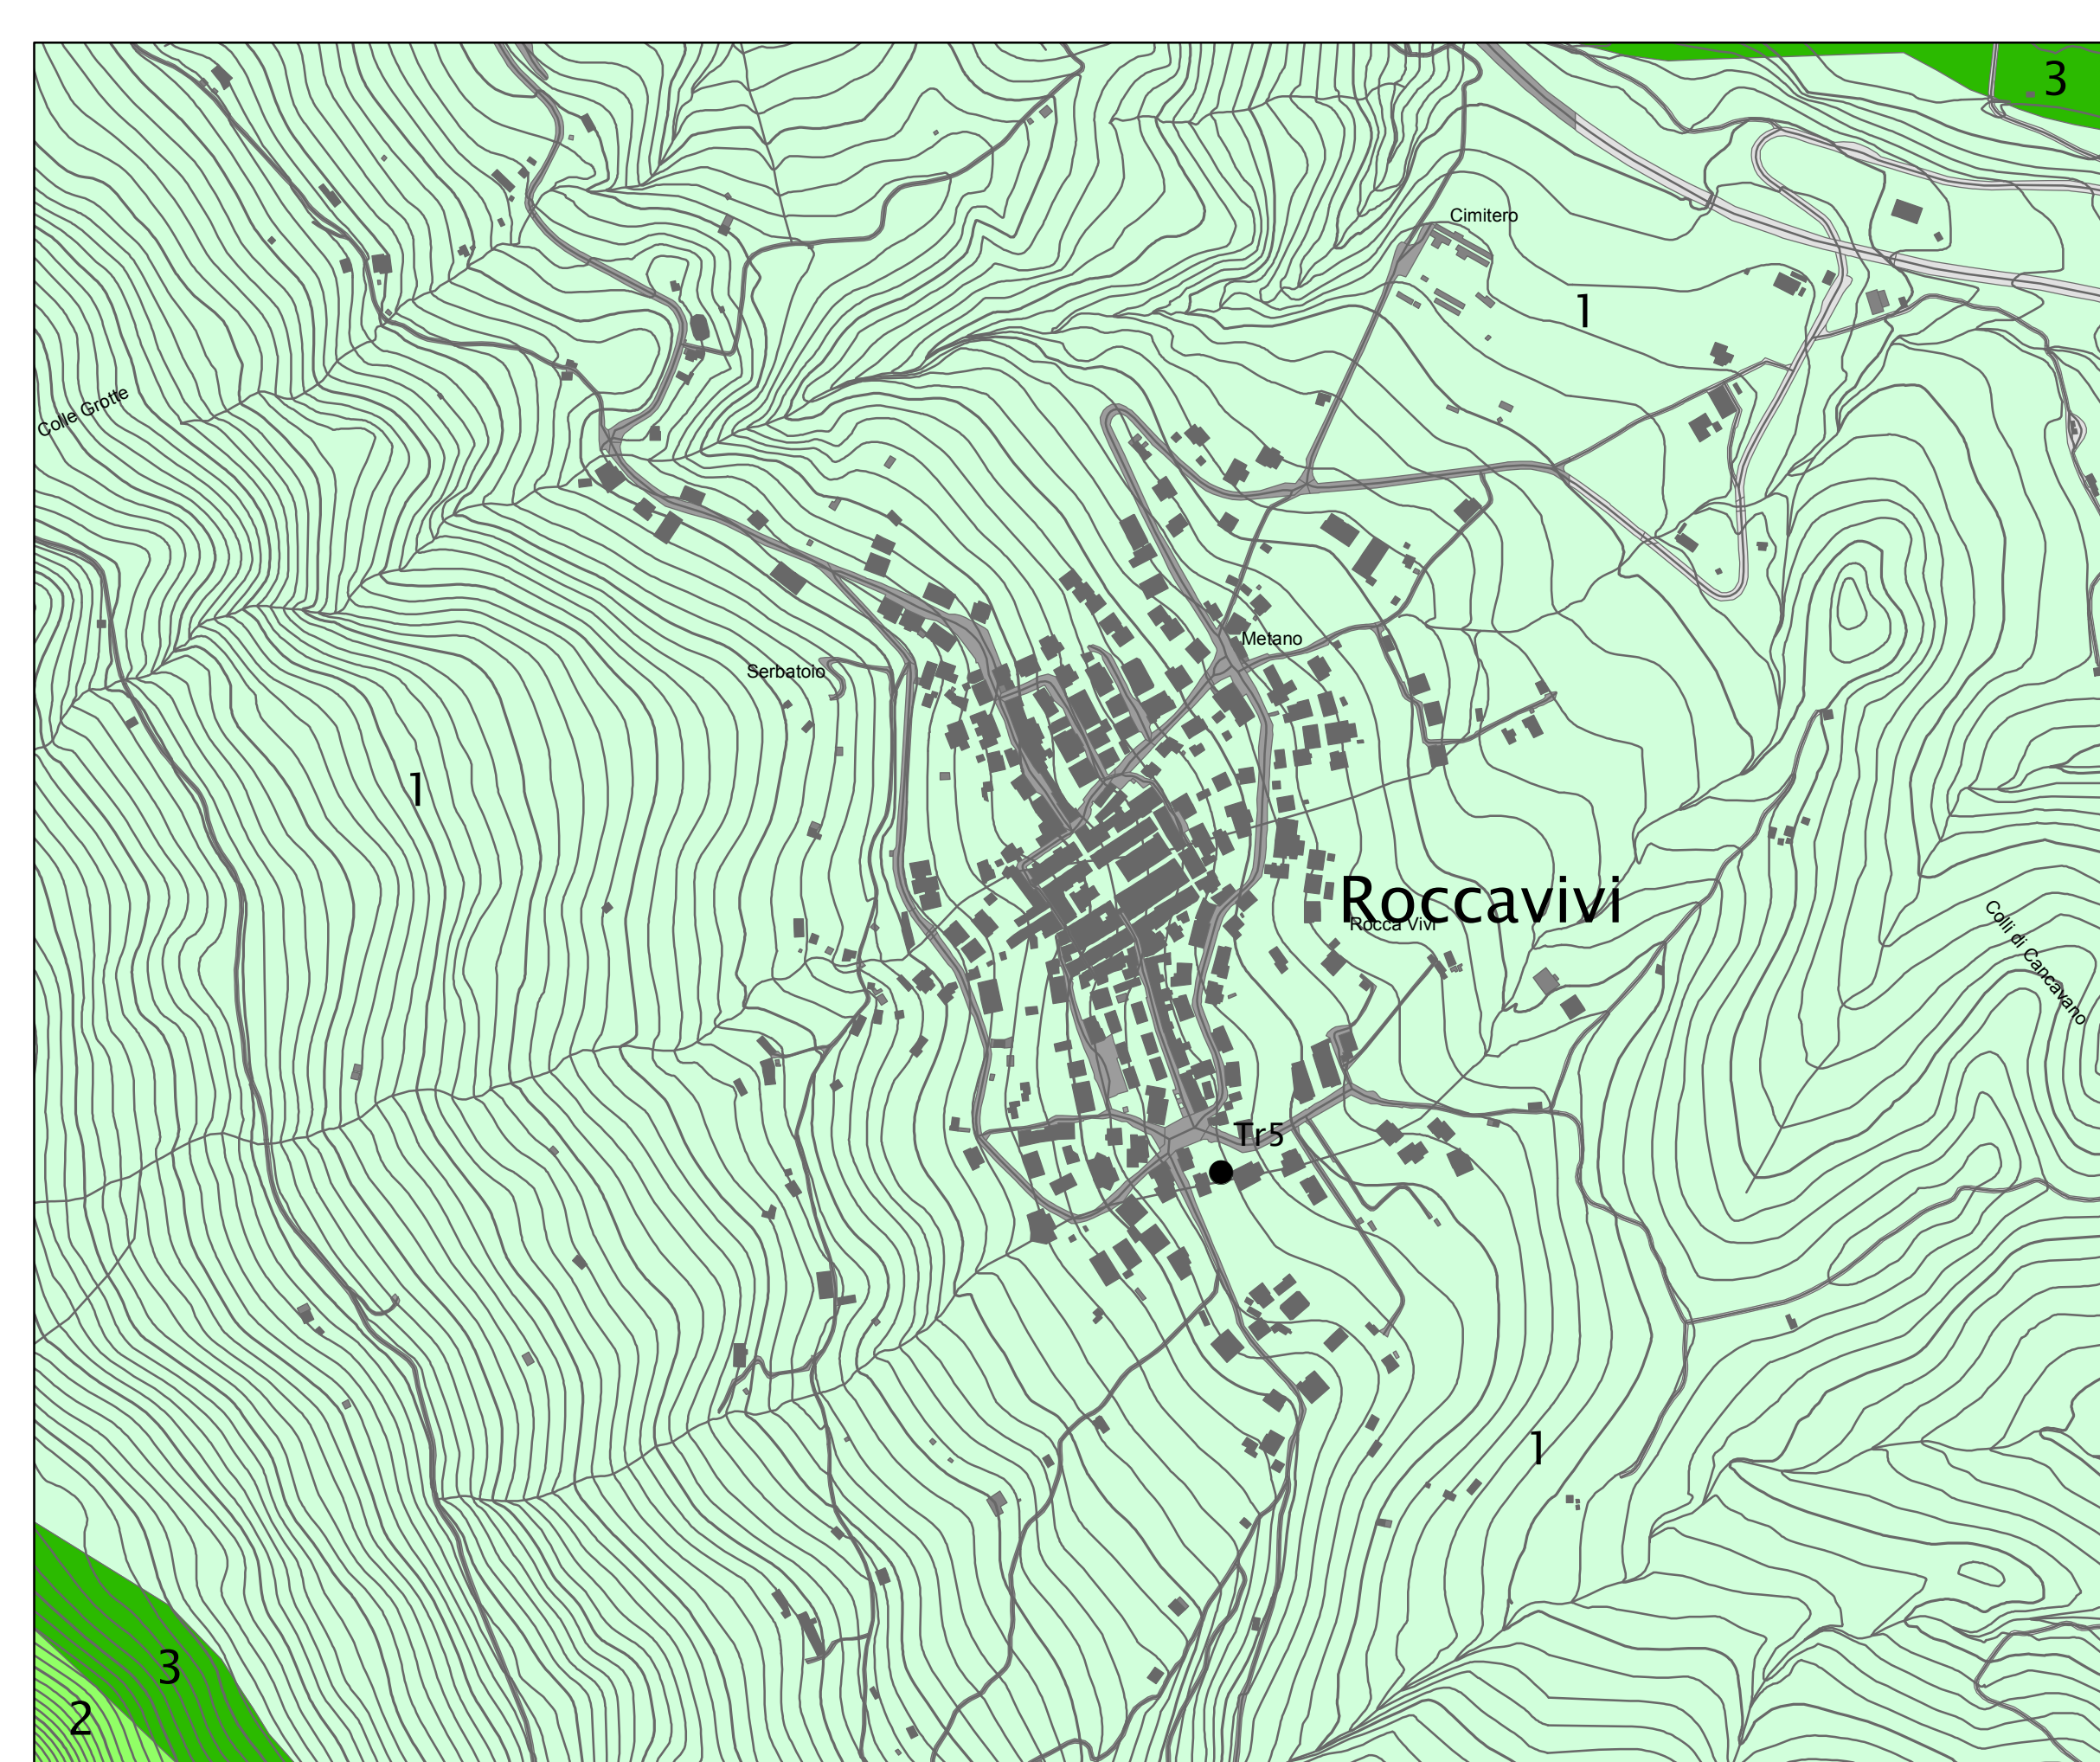 3
Cimitero
1
Colle Grotte
Metano
Serbatoio
1
Roccavivi
Rocca Vivi
Colli di Cancavano
Tr5
1
3
2